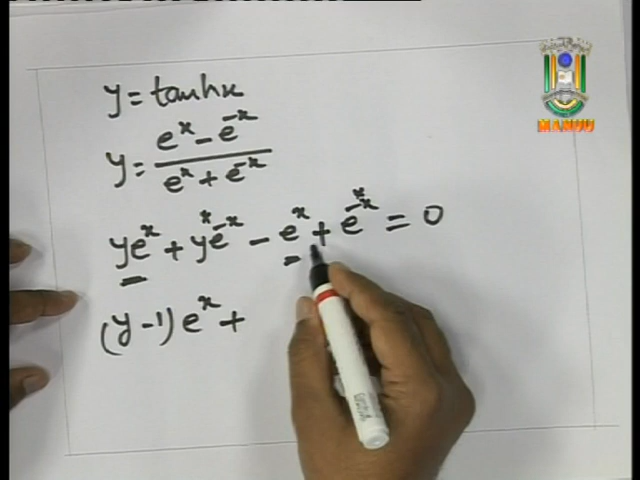 y = tanhx
y = (e^x - e^-x) / (e^x + e^-x)
ye^x + ye^-x - e^x + e^-x = 0
(y - 1) e^x +
MANUU